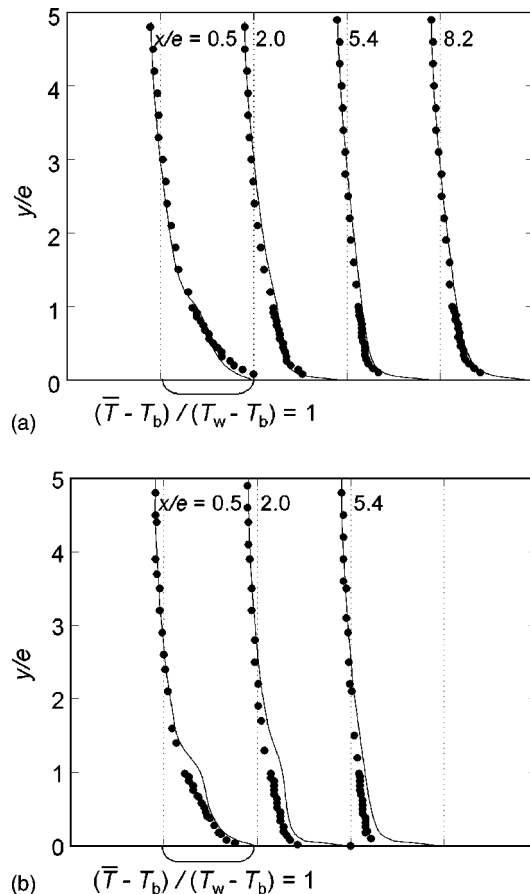 5
x/e = 0.5 2.0 5.4 8.2
4
3
y/e
2
1
0
(a) (T̅ - T_b) / (T_w - T_b) = 1
5
x/e = 0.5 2.0 5.4
4
3
y/e
2
1
0
(b) (T̅ - T_b) / (T_w - T_b) = 1